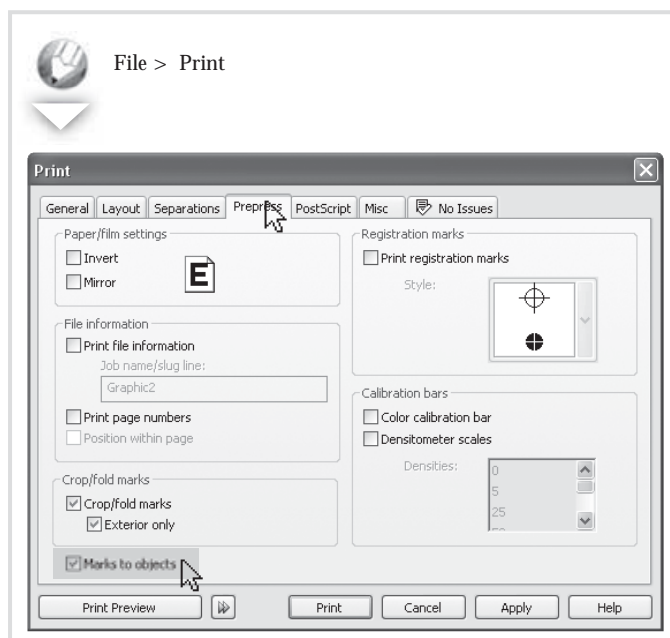 File > Print
Print
General Layout Separations Prepress PostScript Misc No Issues
Paper/film settings
Invert
Mirror
E
File information
Print file information
Job name/slug line:
Graphic2
Print page numbers
Position within page
Crop/fold marks
Crop/fold marks
Exterior only
Marks to objects
Registration marks
Print registration marks
Style:
Calibration bars
Color calibration bar
Densitometer scales
Densities:
0
5
25
Print Preview Print Cancel Apply Help